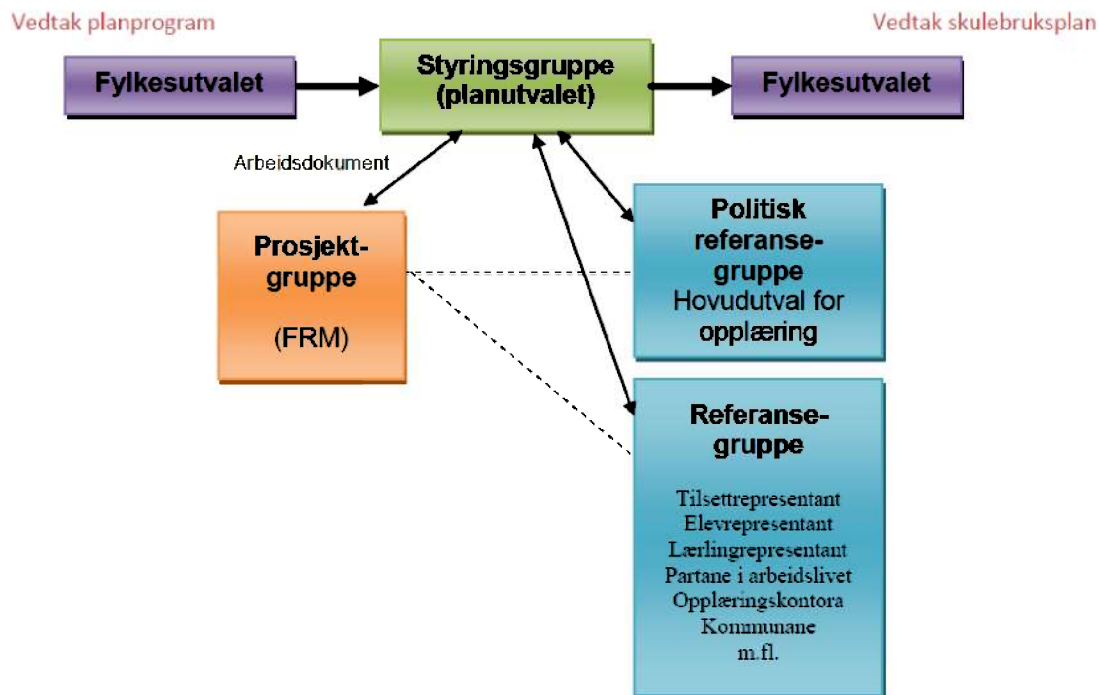 Vedtak planprogram
Vedtak skulebruksplan
Fylkesutvalet
Styringsgruppe
(planutvalet)
Fylkesutvalet
Arbeidsdokument
Prosjekt-
gruppe
(FRM)
Politisk
referanse-
gruppe
Hovudutval for
opplæring
Referanse-
gruppe
Tilsettrepresentant
Elevrepresentant
Lærlingrepresentant
Partane i arbeidslivet
Opplæringskontora
Kommunane
m.fl.